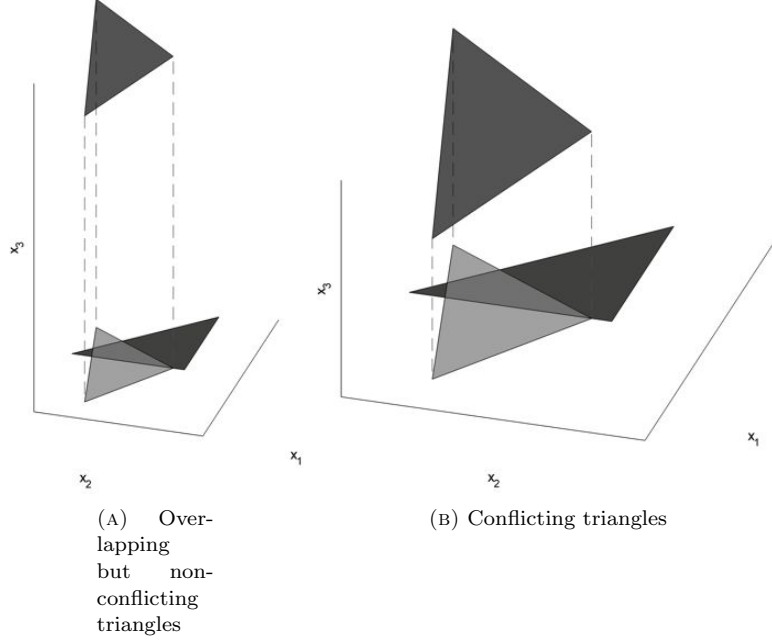 x3
x1
x2
(A) Over-
lapping
but non-
conflicting
triangles
x3
x1
x2
(B) Conflicting triangles